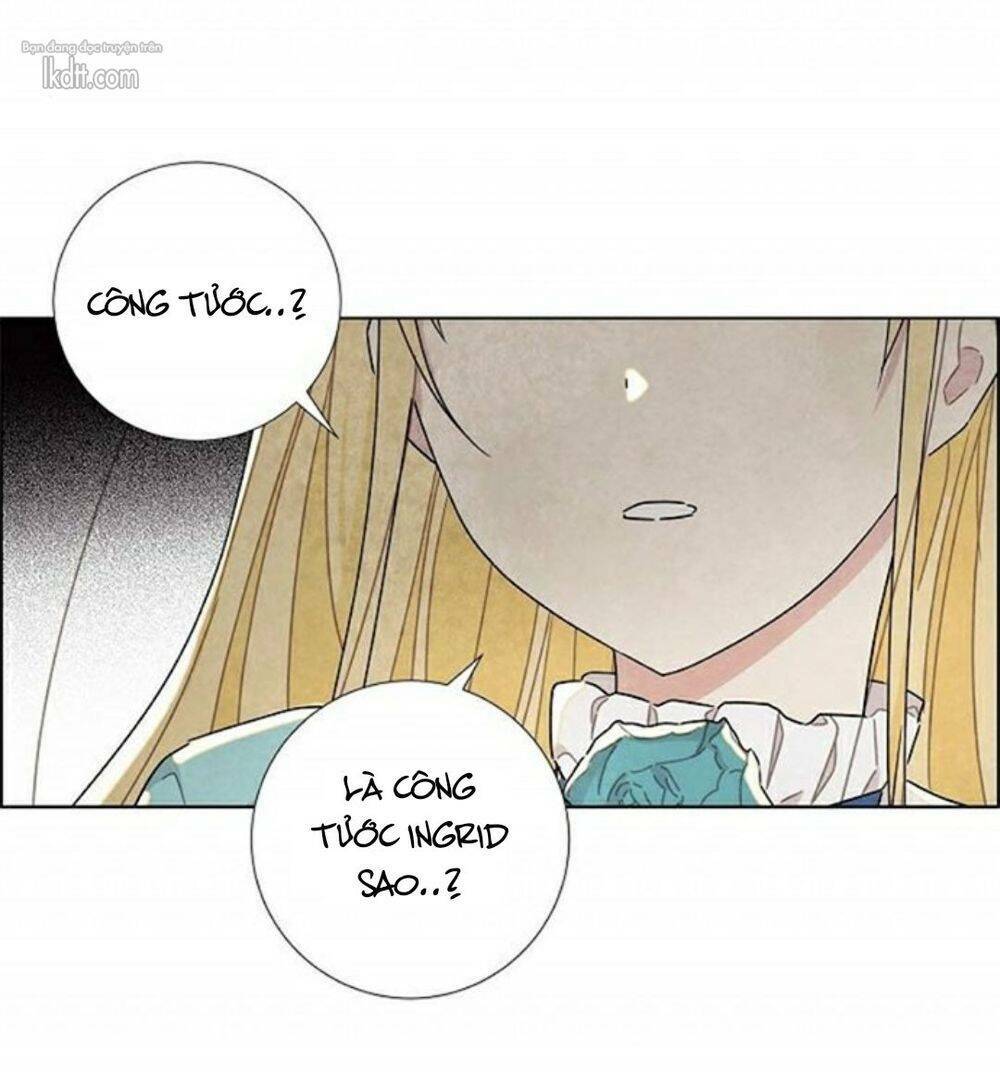 Bạn đang đọc truyện trên
lkdtt.com
CÔNG TƯỚC..?
LÀ CÔNG
TƯỚC INGRID
SAO..?